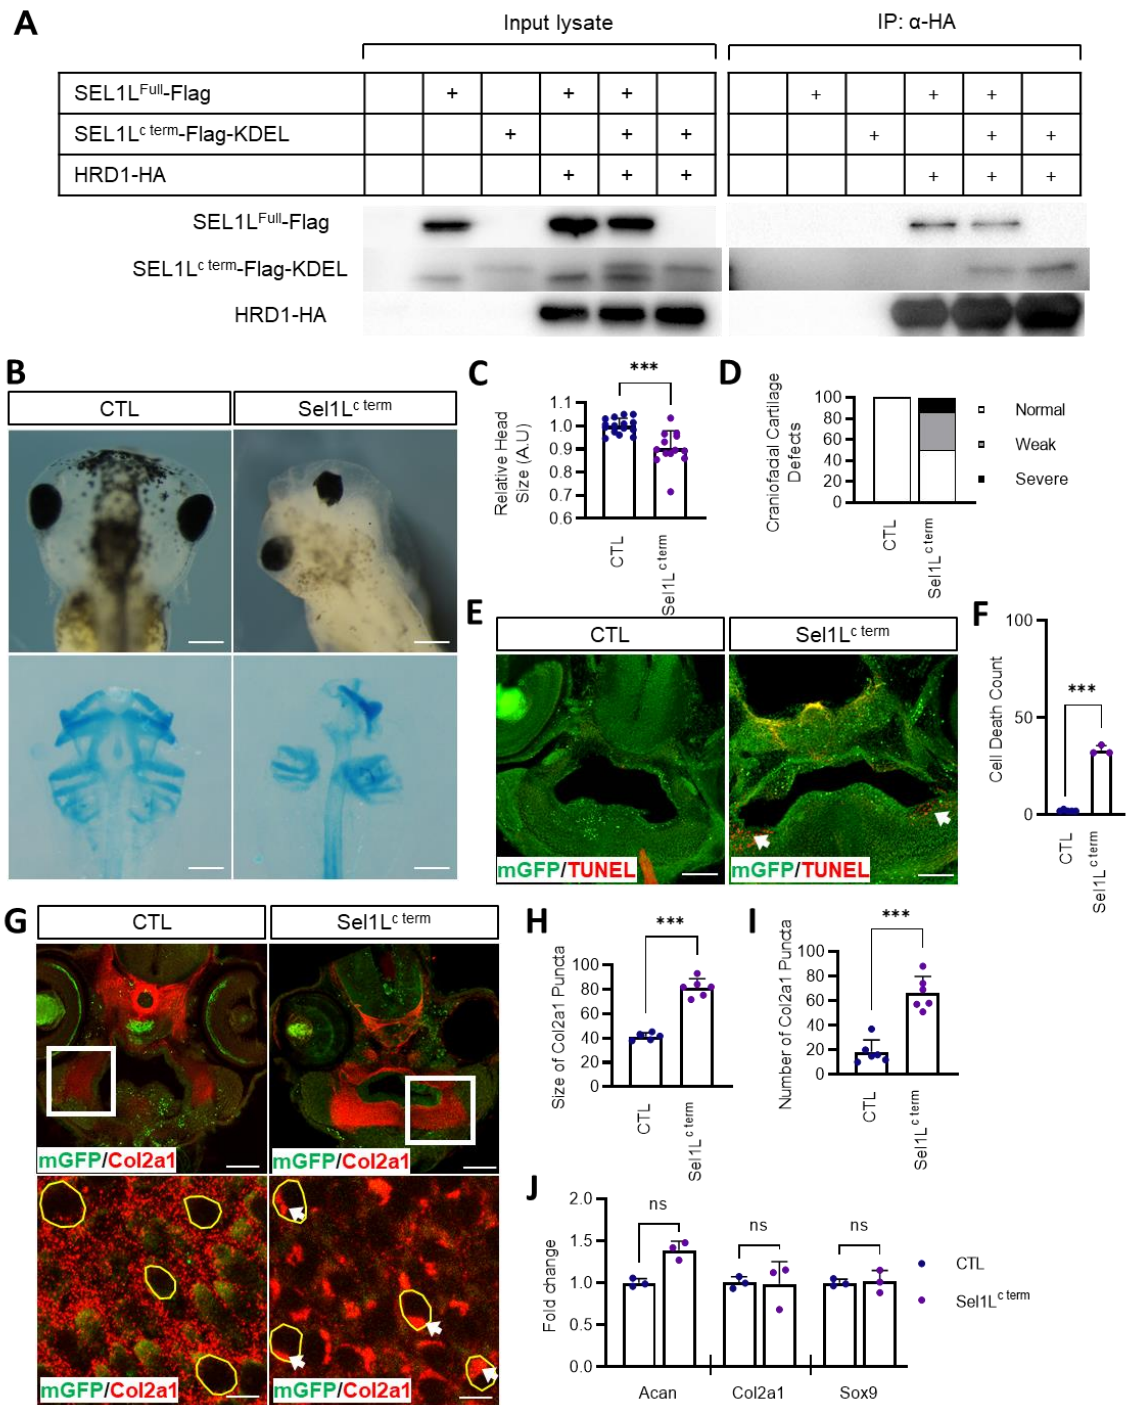 A
Input lysate
IP: α-HA
SEL1L^Full-Flag + + + + + +
SEL1L^c term-Flag-KDEL + + + + + +
HRD1-HA + + + + + +
SEL1L^Full-Flag
SEL1L^c term-Flag-KDEL
HRD1-HA
B
CTL
Sel1L^c term
C
***
Relative Head
Size (A.U)
1.1
1.0
0.9
0.8
0.7
0.6
CTL
Sel1L^c term
D
Craniofacial Cartilage
Defects
100
80
60
40
20
0
CTL
Sel1L^c term
Normal
Weak
Severe
E
CTL
Sel1L^c term
mGFP/TUNEL
mGFP/TUNEL
F
Cell Death Count
100
50
0
***
CTL
Sel1L^c term
G
CTL
Sel1L^c term
mGFP/Col2a1
mGFP/Col2a1
mGFP/Col2a1
mGFP/Col2a1
H
***
Size of Col2a1 Puncta
100
80
60
40
20
0
CTL
Sel1L^c term
I
***
Number of Col2a1 Puncta
100
80
60
40
20
0
CTL
Sel1L^c term
J
Fold change
2.0
1.5
1.0
0.5
0.0
ns
ns
ns
Acan
Col2a1
Sox9
CTL
Sel1L^c term